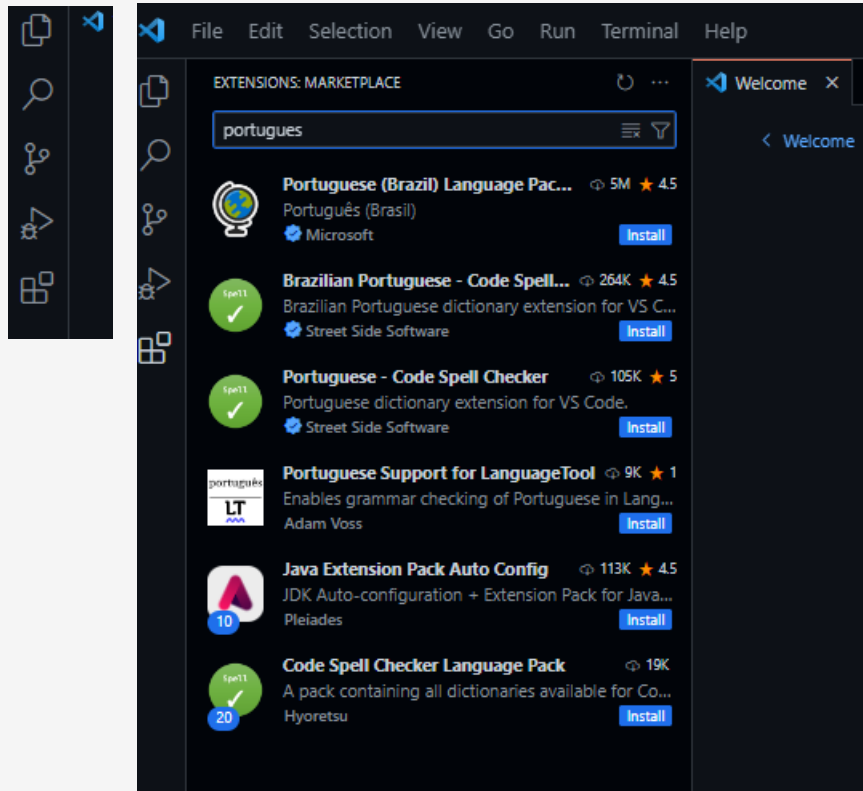 File Edit Selection View Go Run Terminal Help
EXTENSIONS: MARKETPLACE
Welcome
portugues
Welcome
Portuguese (Brazil) Language Pac... 5M 4.5
Português (Brasil)
Microsoft Install
Spell
Brazilian Portuguese - Code Spell... 264K 4.5
Brazilian Portuguese dictionary extension for VS C...
Street Side Software Install
Spell
Portuguese - Code Spell Checker 105K 5
Portuguese dictionary extension for VS Code.
Street Side Software Install
português
LT
Portuguese Support for LanguageTool 9K 1
Enables grammar checking of Portuguese in Lang...
Adam Voss Install
Java Extension Pack Auto Config 113K 4.5
JDK Auto-configuration + Extension Pack for Java...
10
Pleiades Install
Spell
Code Spell Checker Language Pack 19K
A pack containing all dictionaries available for Co...
20
Hyoretsu Install